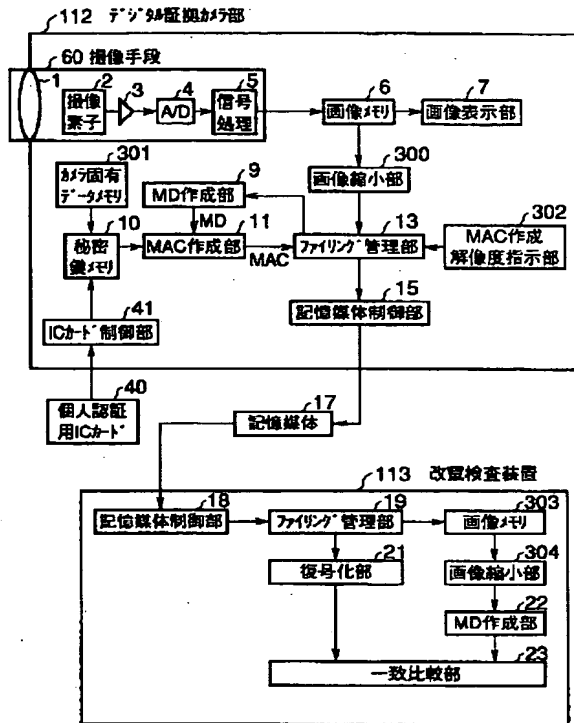 112 デジタル証拠カメラ部
60 撮像手段
1
2
撮像
素子
3
4
A/D
5
信号
処理
6
画像メモリ
7
画像表示部
301
カメラ固有
データメモリ
9
MD作成部
300
画像縮小部
MD
10
秘密
鍵メモリ
11
MAC作成部
MAC
13
ファイリング管理部
302
MAC作成
解像度指示部
41
ICカード制御部
15
記憶媒体制御部
40
個人認証
用ICカード
17
記憶媒体
113 改竄検査装置
18
記憶媒体制御部
19
ファイリング管理部
303
画像メモリ
21
復号化部
304
画像縮小部
22
MD作成部
23
一致比較部